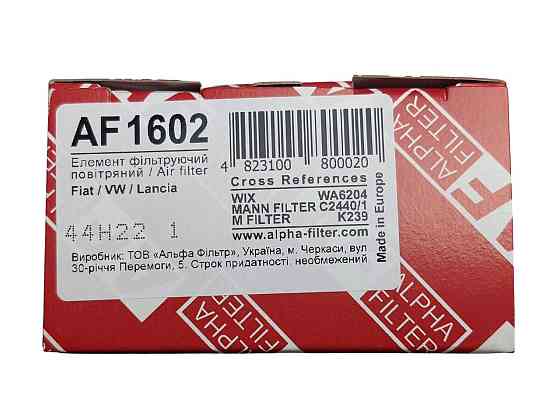 AF1602
Елемент фільтруючий
повітряний / Air filter
Fiat / VW / Lancia
44H22 1
4 823100 800020
Cross References
WIX WA6204
MANN FILTER C2440/1
M FILTER K239
www.alpha-filter.com
Made in Europe
Виробник: ТОВ «Альфа Фільтр», Україна, м. Черкаси, вул
30-річчя Перемоги, 5. Строк придатності: необмежений
ALPHA
FILTER
ALPHA
FILTER
ALPHA
FILTER